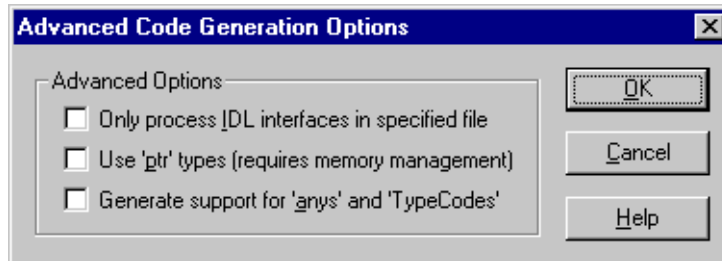 Advanced Code Generation Options
Advanced Options
Only process IDL interfaces in specified file
Use 'ptr' types (requires memory management)
Generate support for 'anys' and 'TypeCodes'
OK
Cancel
Help